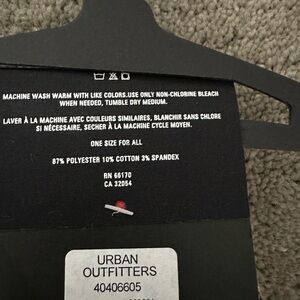 MACHINE WASH WARM WITH LIKE COLORS.USE ONLY NON-CHLORINE BLEACH
WHEN NEEDED, TUMBLE DRY MEDIUM.
LAVER À LA MACHINE AVEC COULEURS SIMILAIRES, BLANCHIR SANS CHLORE
SI NÉCESSAIRE, SECHER À LA MACHINE CYCLE MOYEN.
ONE SIZE FOR ALL
87% POLYESTER 10% COTTON 3% SPANDEX
RN 66170
CA 32054
URBAN
OUTFITTERS
40406605